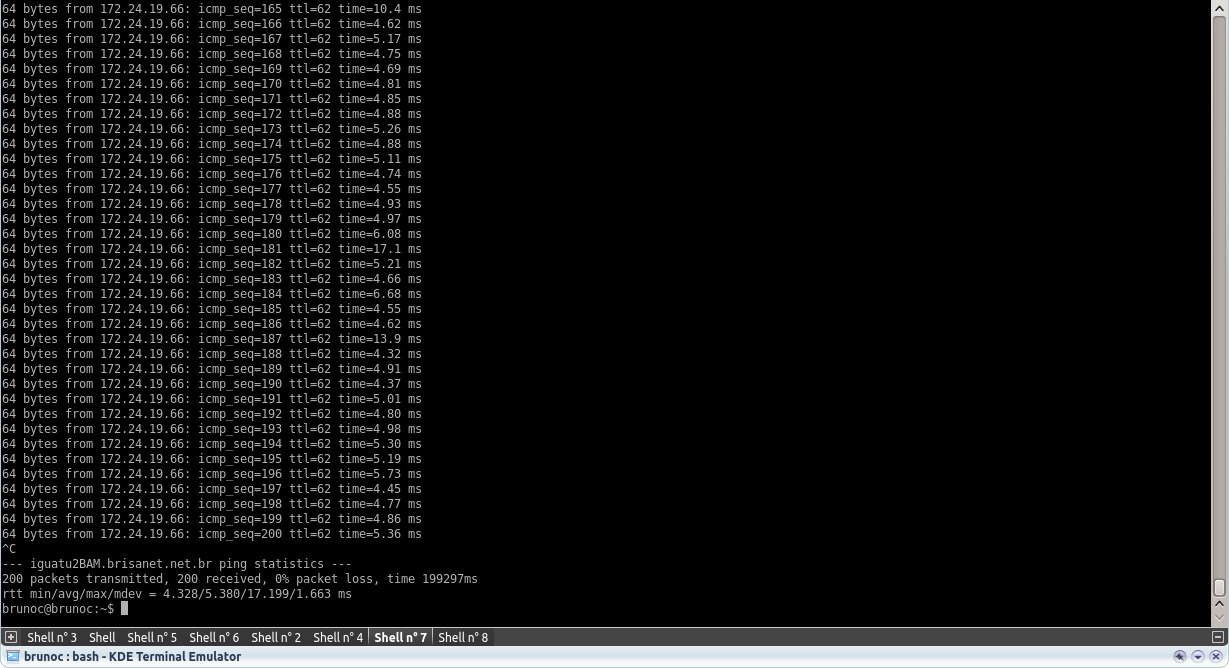 64 bytes from 172.24.19.66: icmp_seq=165 ttl=62 time=10.4 ms
64 bytes from 172.24.19.66: icmp_seq=166 ttl=62 time=4.62 ms
64 bytes from 172.24.19.66: icmp_seq=167 ttl=62 time=5.17 ms
64 bytes from 172.24.19.66: icmp_seq=168 ttl=62 time=4.75 ms
64 bytes from 172.24.19.66: icmp_seq=169 ttl=62 time=4.69 ms
64 bytes from 172.24.19.66: icmp_seq=170 ttl=62 time=4.81 ms
64 bytes from 172.24.19.66: icmp_seq=171 ttl=62 time=4.85 ms
64 bytes from 172.24.19.66: icmp_seq=172 ttl=62 time=4.88 ms
64 bytes from 172.24.19.66: icmp_seq=173 ttl=62 time=5.26 ms
64 bytes from 172.24.19.66: icmp_seq=174 ttl=62 time=4.88 ms
64 bytes from 172.24.19.66: icmp_seq=175 ttl=62 time=5.11 ms
64 bytes from 172.24.19.66: icmp_seq=176 ttl=62 time=4.74 ms
64 bytes from 172.24.19.66: icmp_seq=177 ttl=62 time=4.55 ms
64 bytes from 172.24.19.66: icmp_seq=178 ttl=62 time=4.93 ms
64 bytes from 172.24.19.66: icmp_seq=179 ttl=62 time=4.97 ms
64 bytes from 172.24.19.66: icmp_seq=180 ttl=62 time=6.08 ms
64 bytes from 172.24.19.66: icmp_seq=181 ttl=62 time=17.1 ms
64 bytes from 172.24.19.66: icmp_seq=182 ttl=62 time=5.21 ms
64 bytes from 172.24.19.66: icmp_seq=183 ttl=62 time=4.66 ms
64 bytes from 172.24.19.66: icmp_seq=184 ttl=62 time=6.68 ms
64 bytes from 172.24.19.66: icmp_seq=185 ttl=62 time=4.55 ms
64 bytes from 172.24.19.66: icmp_seq=186 ttl=62 time=4.62 ms
64 bytes from 172.24.19.66: icmp_seq=187 ttl=62 time=13.9 ms
64 bytes from 172.24.19.66: icmp_seq=188 ttl=62 time=4.32 ms
64 bytes from 172.24.19.66: icmp_seq=189 ttl=62 time=4.91 ms
64 bytes from 172.24.19.66: icmp_seq=190 ttl=62 time=4.37 ms
64 bytes from 172.24.19.66: icmp_seq=191 ttl=62 time=5.01 ms
64 bytes from 172.24.19.66: icmp_seq=192 ttl=62 time=4.80 ms
64 bytes from 172.24.19.66: icmp_seq=193 ttl=62 time=4.98 ms
64 bytes from 172.24.19.66: icmp_seq=194 ttl=62 time=5.30 ms
64 bytes from 172.24.19.66: icmp_seq=195 ttl=62 time=5.19 ms
64 bytes from 172.24.19.66: icmp_seq=196 ttl=62 time=5.73 ms
64 bytes from 172.24.19.66: icmp_seq=197 ttl=62 time=4.45 ms
64 bytes from 172.24.19.66: icmp_seq=198 ttl=62 time=4.77 ms
64 bytes from 172.24.19.66: icmp_seq=199 ttl=62 time=4.86 ms
64 bytes from 172.24.19.66: icmp_seq=200 ttl=62 time=5.36 ms
^C
--- iguatu2BAM.brisanet.net.br ping statistics ---
200 packets transmitted, 200 received, 0% packet loss, time 199297ms
rtt min/avg/max/mdev = 4.328/5.380/17.199/1.663 ms
brunoc@brunoc:~$
Shell nº 3 Shell Shell nº 5 Shell nº 6 Shell nº 2 Shell nº 4 Shell nº 7 Shell nº 8
brunoc : bash - KDE Terminal Emulator